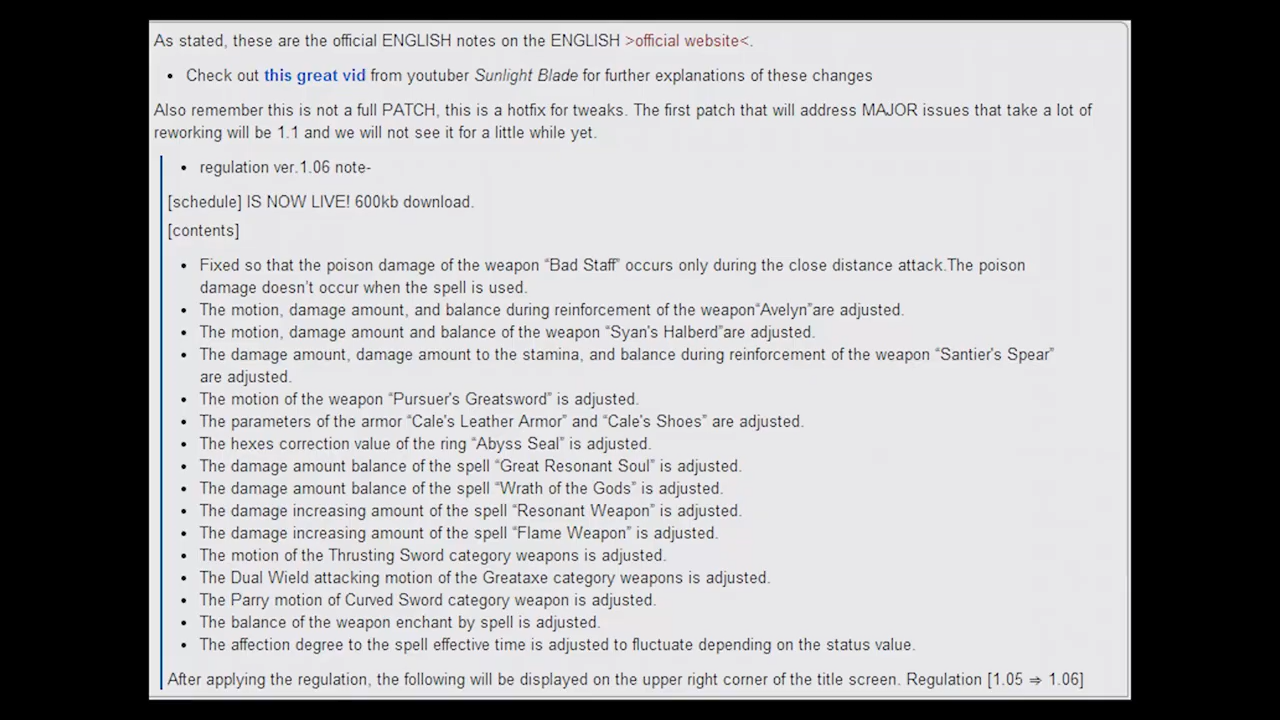 As stated, these are the official ENGLISH notes on the ENGLISH >official website<.
• Check out this great vid from youtuber Sunlight Blade for further explanations of these changes
Also remember this is not a full PATCH, this is a hotfix for tweaks. The first patch that will address MAJOR issues that take a lot of
reworking will be 1.1 and we will not see it for a little while yet.
• regulation ver.1.06 note-
[schedule] IS NOW LIVE! 600kb download.
[contents]
• Fixed so that the poison damage of the weapon “Bad Staff” occurs only during the close distance attack.The poison
damage doesn’t occur when the spell is used.
• The motion, damage amount, and balance during reinforcement of the weapon“Avelyn”are adjusted.
• The motion, damage amount and balance of the weapon “Syan’s Halberd”are adjusted.
• The damage amount, damage amount to the stamina, and balance during reinforcement of the weapon “Santier’s Spear”
are adjusted.
• The motion of the weapon “Pursuer’s Greatsword” is adjusted.
• The parameters of the armor “Cale’s Leather Armor” and “Cale’s Shoes” are adjusted.
• The hexes correction value of the ring “Abyss Seal” is adjusted.
• The damage amount balance of the spell “Great Resonant Soul” is adjusted.
• The damage amount balance of the spell “Wrath of the Gods” is adjusted.
• The damage increasing amount of the spell “Resonant Weapon” is adjusted.
• The damage increasing amount of the spell “Flame Weapon” is adjusted.
• The motion of the Thrusting Sword category weapons is adjusted.
• The Dual Wield attacking motion of the Greataxe category weapons is adjusted.
• The Parry motion of Curved Sword category weapon is adjusted.
• The balance of the weapon enchant by spell is adjusted.
• The affection degree to the spell effective time is adjusted to fluctuate depending on the status value.
After applying the regulation, the following will be displayed on the upper right corner of the title screen. Regulation [1.05 ⇒ 1.06]